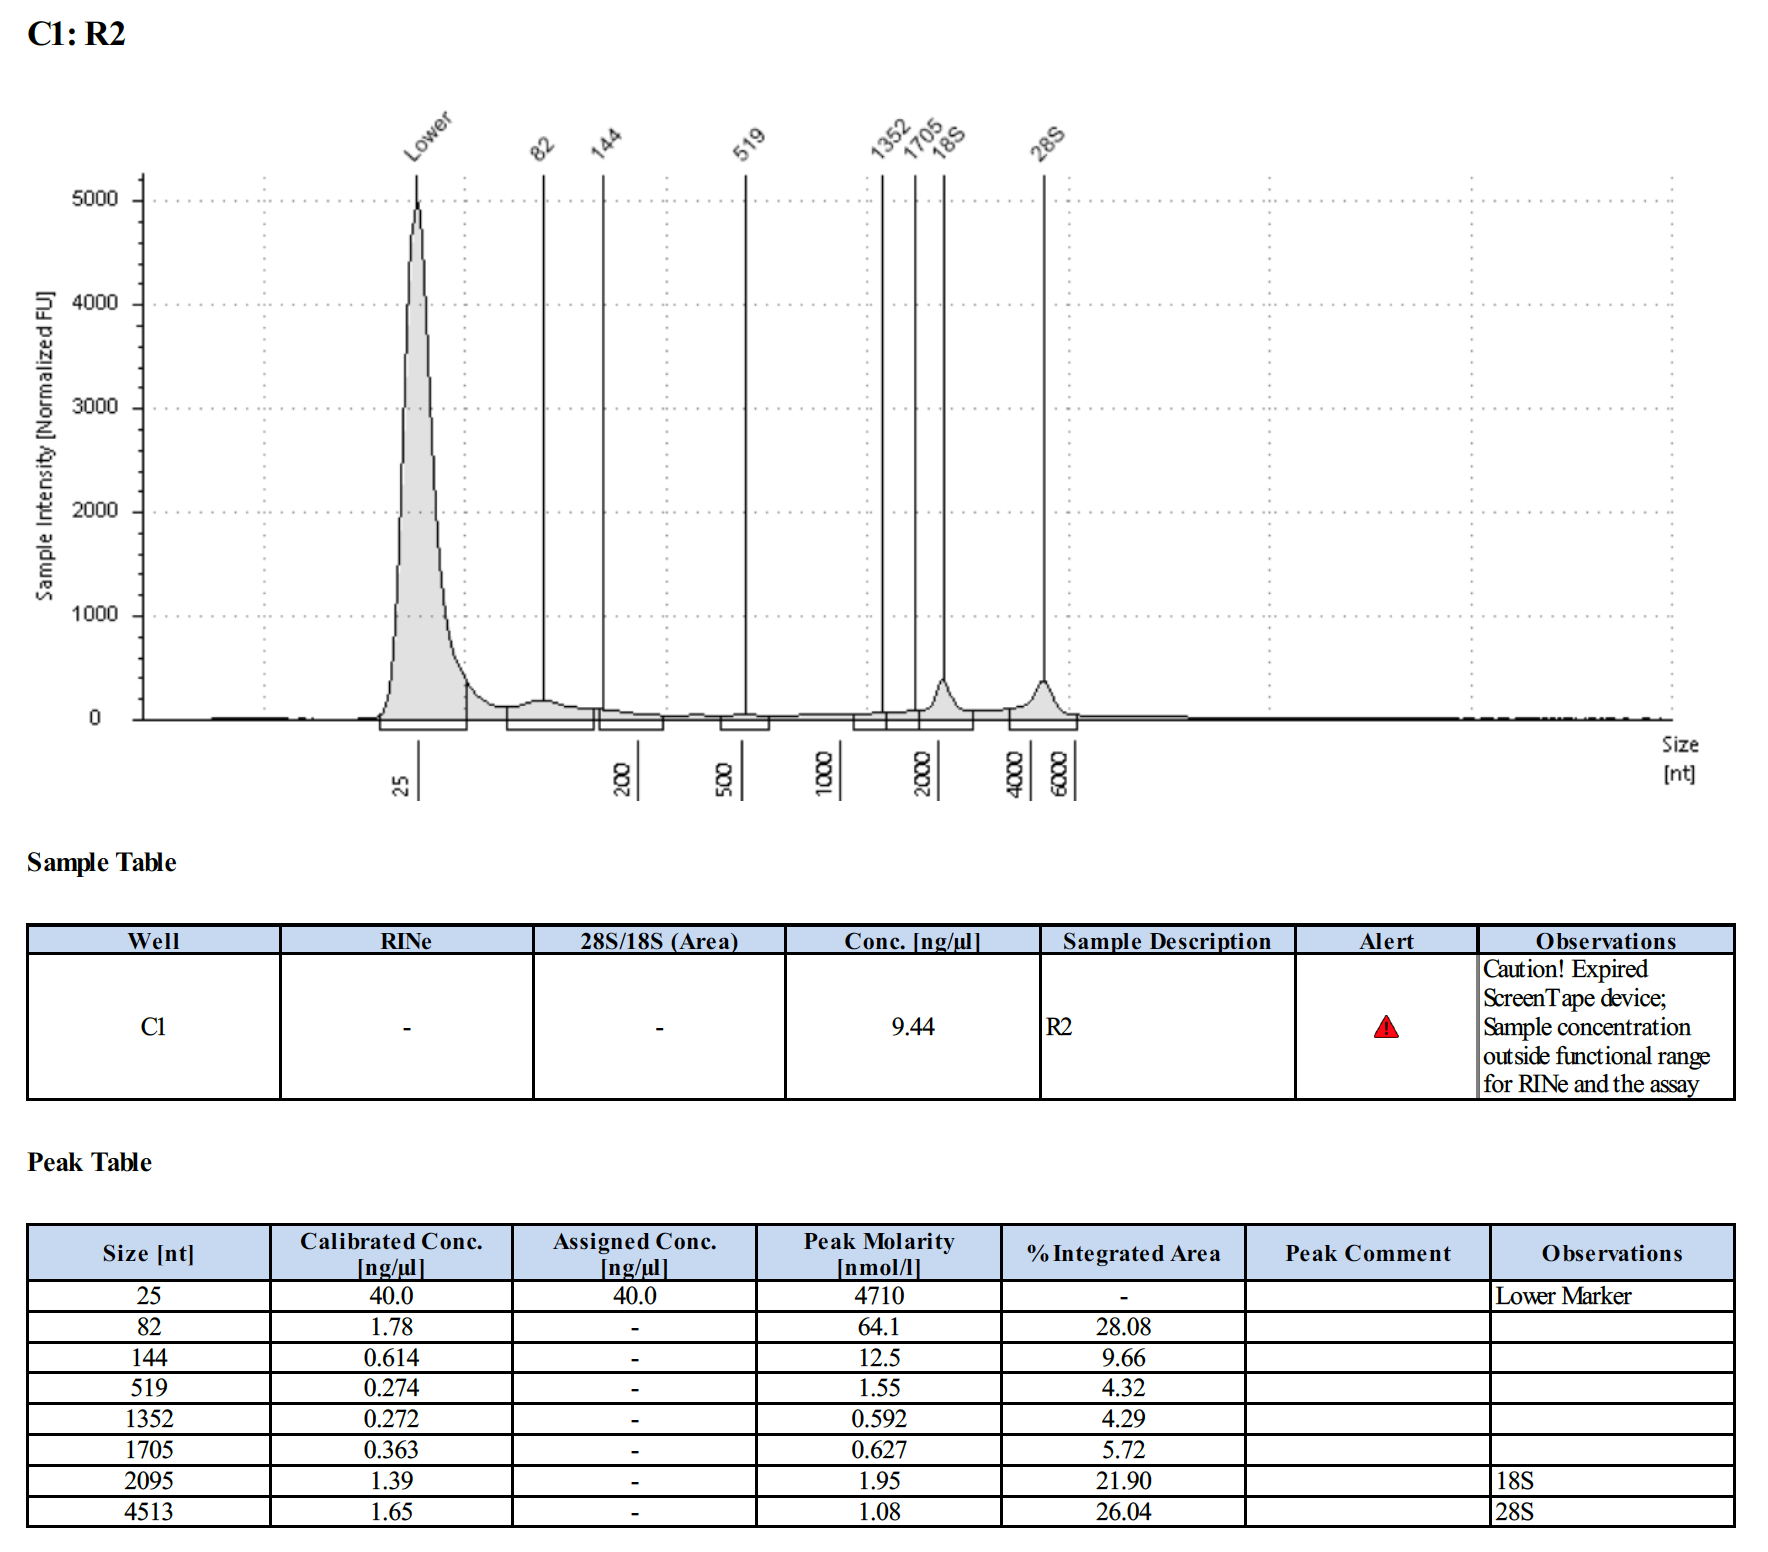 C1: R2
Lower
82
144
519
1352
1705
18S
28S
Sample Intensity [Normalized FU]
5000
4000
3000
2000
1000
0
25
200
500
1000
2000
4000
6000
Size
[nt]
Sample Table
Well RINe 28S/18S (Area) Conc. [ng/µl] Sample Description Alert Observations
C1 - - 9.44 R2 Caution! Expired
ScreenTape device;
Sample concentration
outside functional range
for RINe and the assay
Peak Table
Size [nt] Calibrated Conc. [ng/µl] Assigned Conc. [ng/µl] Peak Molarity [nmol/l] % Integrated Area Peak Comment Observations
25 40.0 40.0 4710 - Lower Marker
82 1.78 - 64.1 28.08
144 0.614 - 12.5 9.66
519 0.274 - 1.55 4.32
1352 0.272 - 0.592 4.29
1705 0.363 - 0.627 5.72
2095 1.39 - 1.95 21.90 18S
4513 1.65 - 1.08 26.04 28S